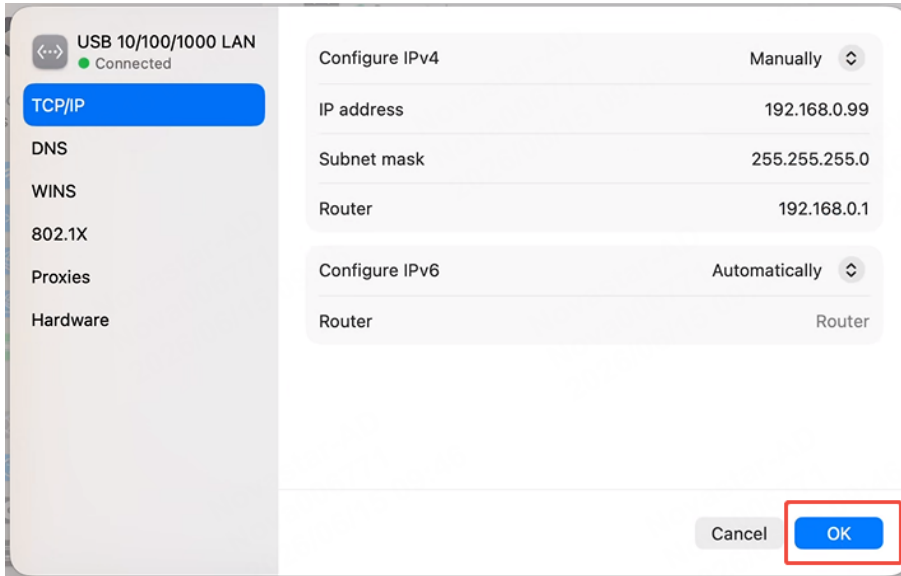 USB 10/100/1000 LAN
Connected
TCP/IP
DNS
WINS
802.1X
Proxies
Hardware
Configure IPv4 Manually
IP address 192.168.0.99
Subnet mask 255.255.255.0
Router 192.168.0.1
Configure IPv6 Automatically
Router Router
Cancel OK